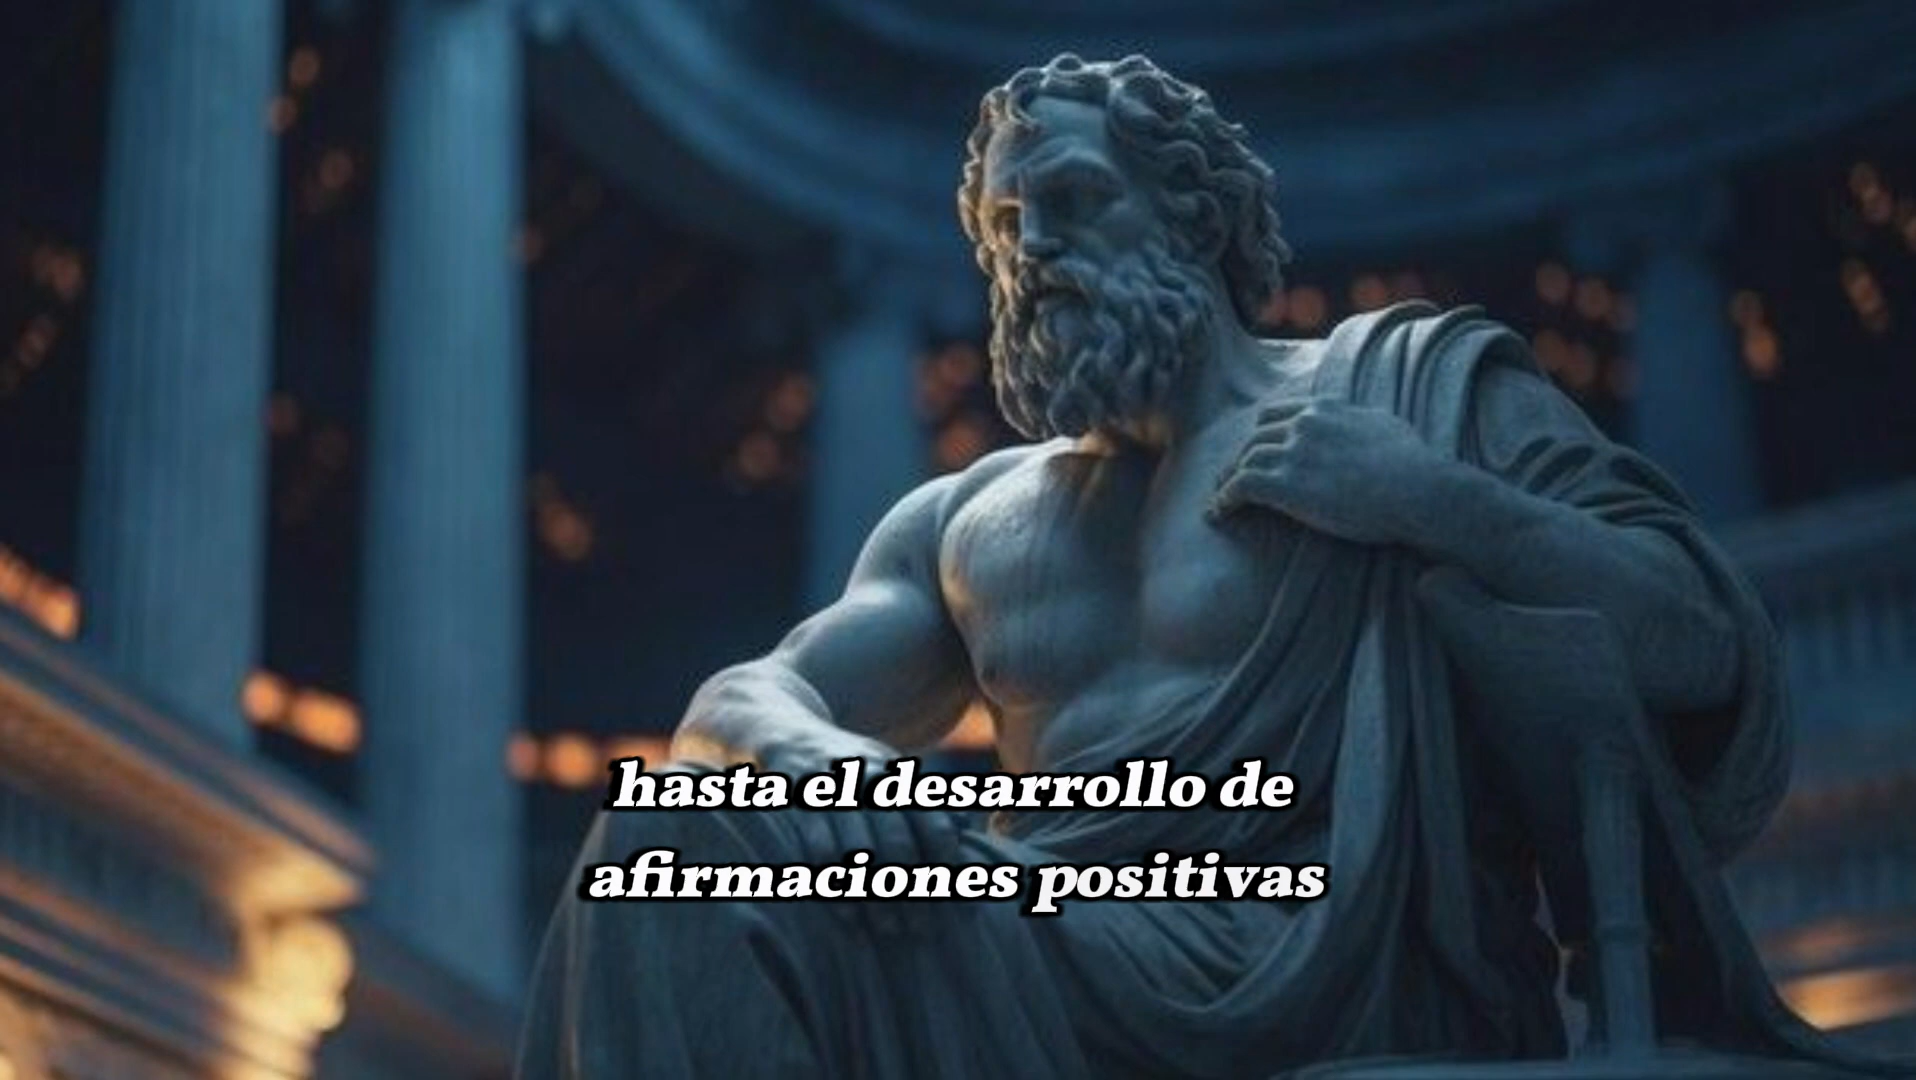 hasta el desarrollo de
afirmaciones positivas